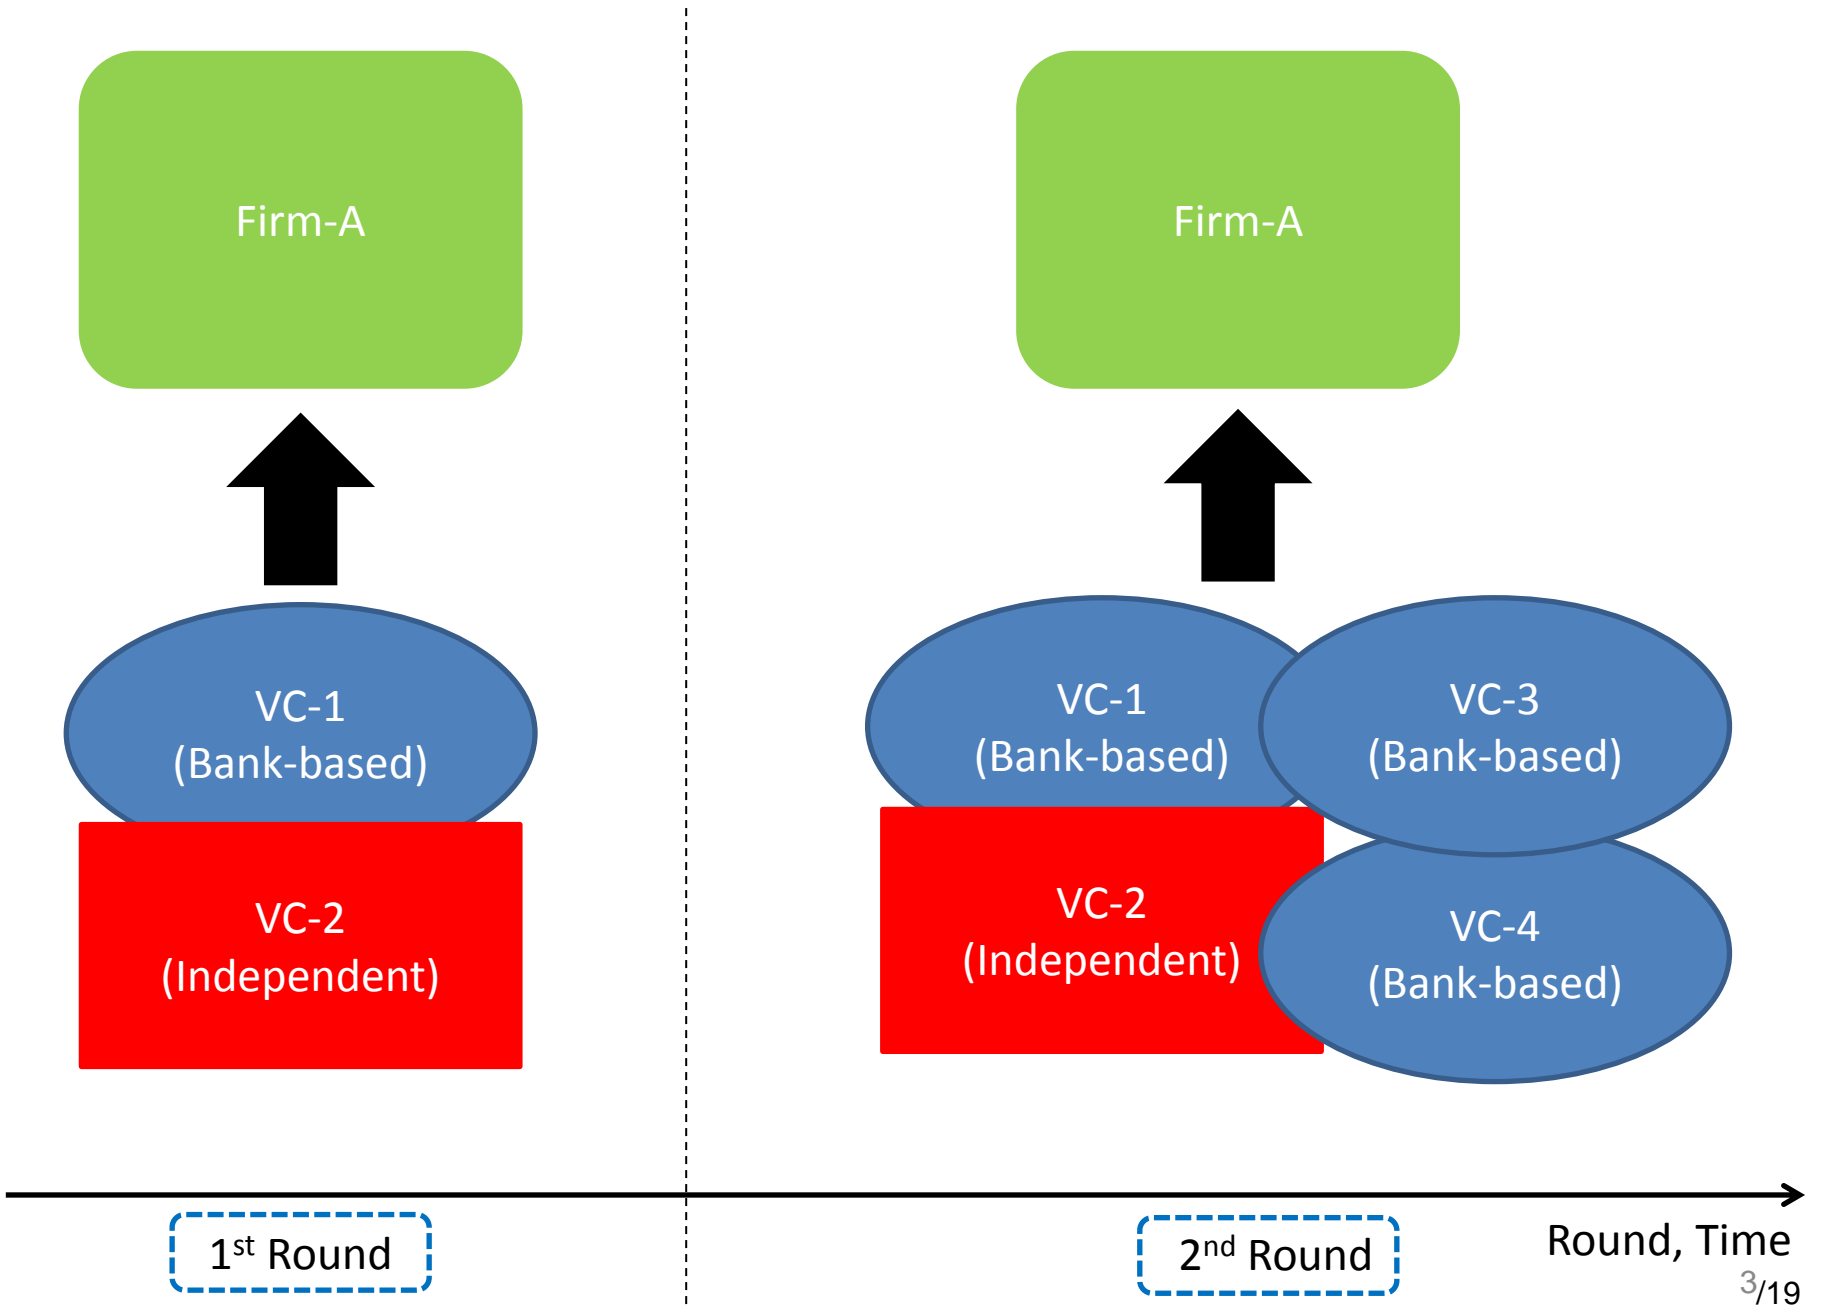 Firm-A
VC-1
(Bank-based)
VC-2
(Independent)
1st Round
Firm-A
VC-1
(Bank-based)
VC-3
(Bank-based)
VC-2
(Independent)
VC-4
(Bank-based)
2nd Round
Round, Time
3/19